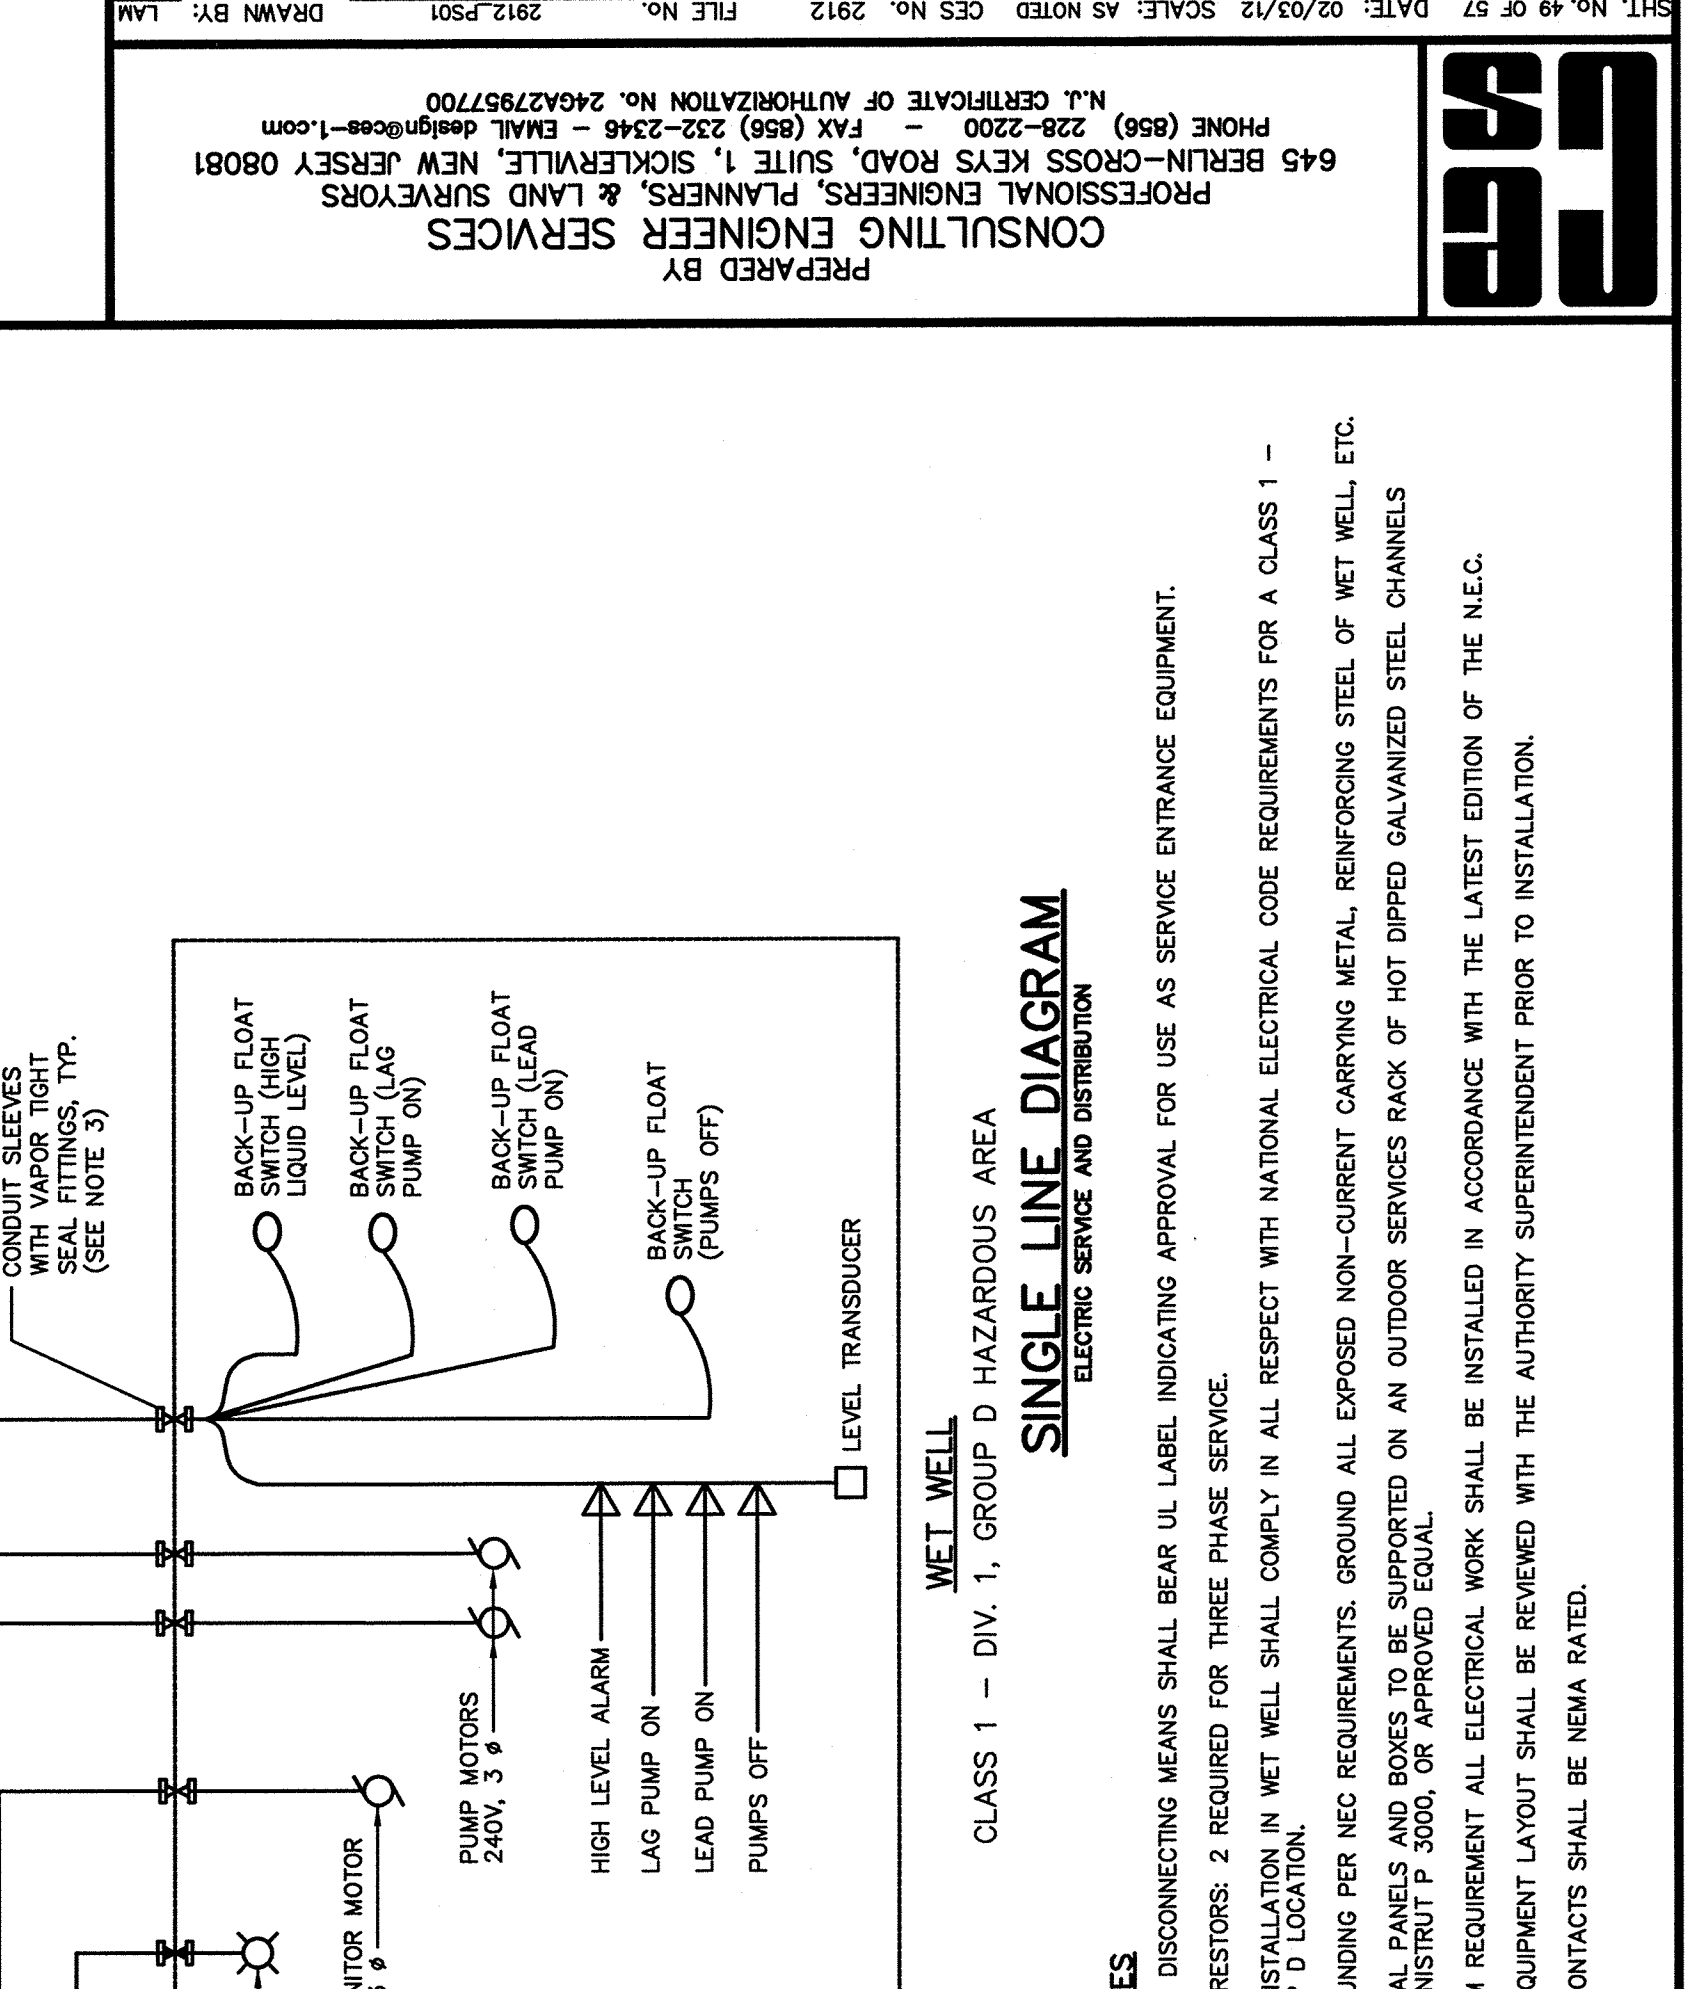 SHT. No. 49 OF 57 DATE: 02/03/12 SCALE: AS NOTED CES No. 2912 FILE No. 2912_PS01 DRAWN BY: LAM
PREPARED BY
CONSULTING ENGINEER SERVICES
PROFESSIONAL ENGINEERS, PLANNERS, & LAND SURVEYORS
645 BERLIN-CROSS KEYS ROAD, SUITE 1, SICKLERVILLE, NEW JERSEY 08081
PHONE (856) 228-2200 - FAX (856) 232-2346 - EMAIL design@ces-1.com
N.J. CERTIFICATE OF AUTHORIZATION No. 24GA27957700
CES
CONDUIT SLEEVES
WITH VAPOR TIGHT
SEAL FITTINGS, TYP.
(SEE NOTE 3)
BACK-UP FLOAT
SWITCH (HIGH
LIQUID LEVEL)
BACK-UP FLOAT
SWITCH (LAG
PUMP ON)
BACK-UP FLOAT
SWITCH (LEAD
PUMP ON)
BACK-UP FLOAT
SWITCH
(PUMPS OFF)
LEVEL TRANSDUCER
NITOR MOTOR
ø
PUMP MOTORS
240V, 3 ø
HIGH LEVEL ALARM
LAG PUMP ON
LEAD PUMP ON
PUMPS OFF
WET WELL
CLASS 1 - DIV. 1, GROUP D HAZARDOUS AREA
SINGLE LINE DIAGRAM
ELECTRIC SERVICE AND DISTRIBUTION
ES
DISCONNECTING MEANS SHALL BEAR UL LABEL INDICATING APPROVAL FOR USE AS SERVICE ENTRANCE EQUIPMENT.
RESTORS: 2 REQUIRED FOR THREE PHASE SERVICE.
ISTALLATION IN WET WELL SHALL COMPLY IN ALL RESPECT WITH NATIONAL ELECTRICAL CODE REQUIREMENTS FOR A CLASS 1 -
P D LOCATION.
UNDING PER NEC REQUIREMENTS. GROUND ALL EXPOSED NON-CURRENT CARRYING METAL, REINFORCING STEEL OF WET WELL, ETC.
AL PANELS AND BOXES TO BE SUPPORTED ON AN OUTDOOR SERVICES RACK OF HOT DIPPED GALVANIZED STEEL CHANNELS
NISTRUT P 3000, OR APPROVED EQUAL.
M REQUIREMENT ALL ELECTRICAL WORK SHALL BE INSTALLED IN ACCORDANCE WITH THE LATEST EDITION OF THE N.E.C.
QUIPMENT LAYOUT SHALL BE REVIEWED WITH THE AUTHORITY SUPERINTENDENT PRIOR TO INSTALLATION.
ONTACTS SHALL BE NEMA RATED.